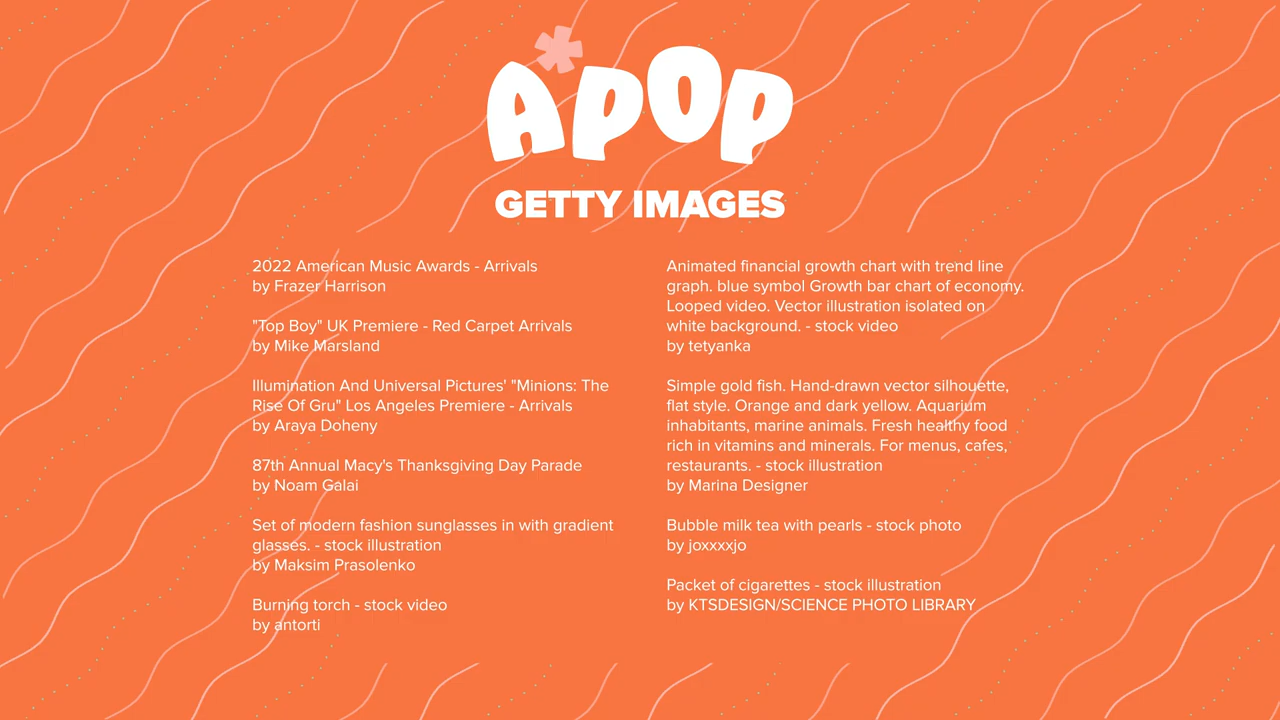 A*POP
GETTY IMAGES
2022 American Music Awards - Arrivals
by Frazer Harrison
"Top Boy" UK Premiere - Red Carpet Arrivals
by Mike Marsland
Illumination And Universal Pictures' "Minions: The
Rise Of Gru" Los Angeles Premiere - Arrivals
by Araya Doheny
87th Annual Macy's Thanksgiving Day Parade
by Noam Galai
Set of modern fashion sunglasses in with gradient
glasses. - stock illustration
by Maksim Prasolenko
Burning torch - stock video
by antorti
Animated financial growth chart with trend line
graph. blue symbol Growth bar chart of economy.
Looped video. Vector illustration isolated on
white background. - stock video
by tetyanka
Simple gold fish. Hand-drawn vector silhouette,
flat style. Orange and dark yellow. Aquarium
inhabitants, marine animals. Fresh healthy food
rich in vitamins and minerals. For menus, cafes,
restaurants. - stock illustration
by Marina Designer
Bubble milk tea with pearls - stock photo
by joxxxxjo
Packet of cigarettes - stock illustration
by KTSDESIGN/SCIENCE PHOTO LIBRARY